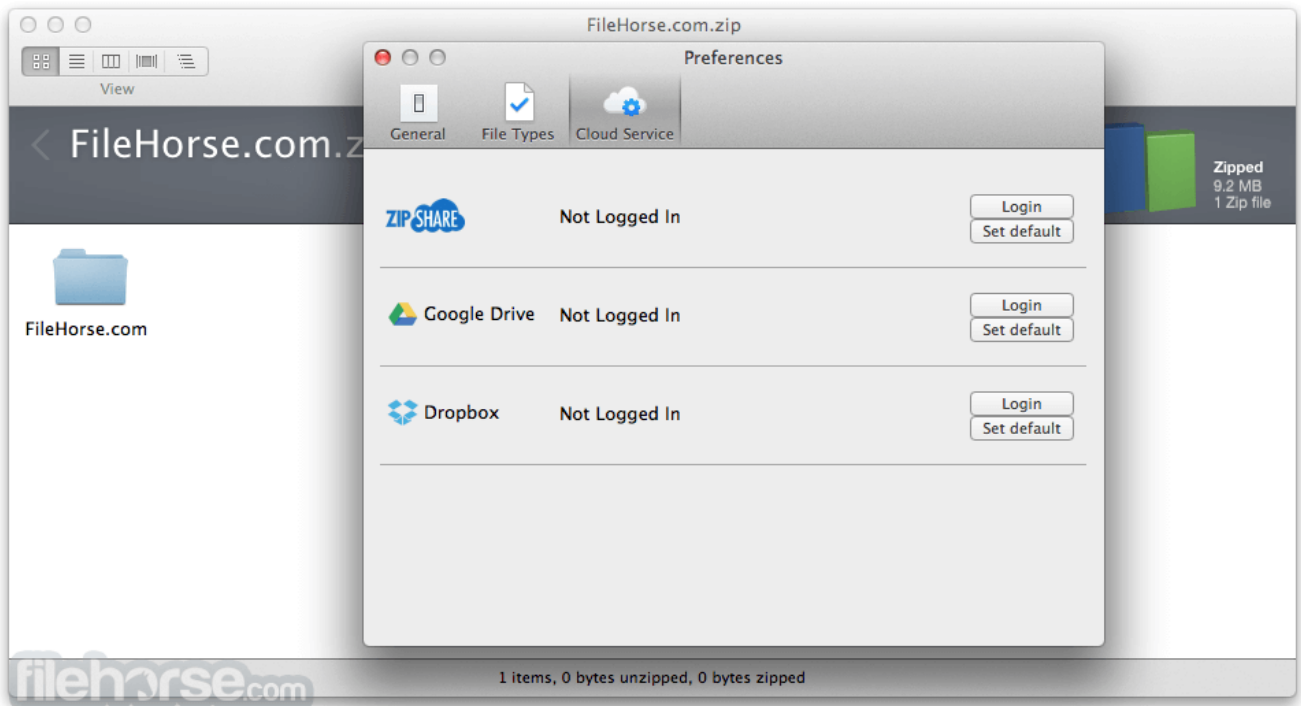 FileHorse.com.zip
View
FileHorse.com.z
Zipped
9.2 MB
1 Zip file
FileHorse.com
Preferences
General
File Types
Cloud Service
ZIPSHARE
Not Logged In
Login
Set default
Google Drive
Not Logged In
Login
Set default
Dropbox
Not Logged In
Login
Set default
1 items, 0 bytes unzipped, 0 bytes zipped
filehorse.com